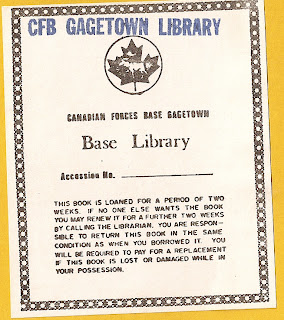 CFB GAGETOWN LIBRARY
CANADIAN FORCES BASE GAGETOWN
Base Library
Accession No.
THIS BOOK IS LOANED FOR A PERIOD OF TWO
WEEKS. IF NO ONE ELSE WANTS THE BOOK
YOU MAY RENEW IT FOR A FURTHER TWO WEEKS
BY CALLING THE LIBRARIAN. YOU ARE RESPON-
SIBLE TO RETURN THIS BOOK IN THE SAME
CONDITION AS WHEN YOU BORROWED IT. YOU
WILL BE REQUIRED TO PAY FOR A REPLACEMENT
IF THIS BOOK IS LOST OR DAMAGED WHILE IN
YOUR POSSESSION.